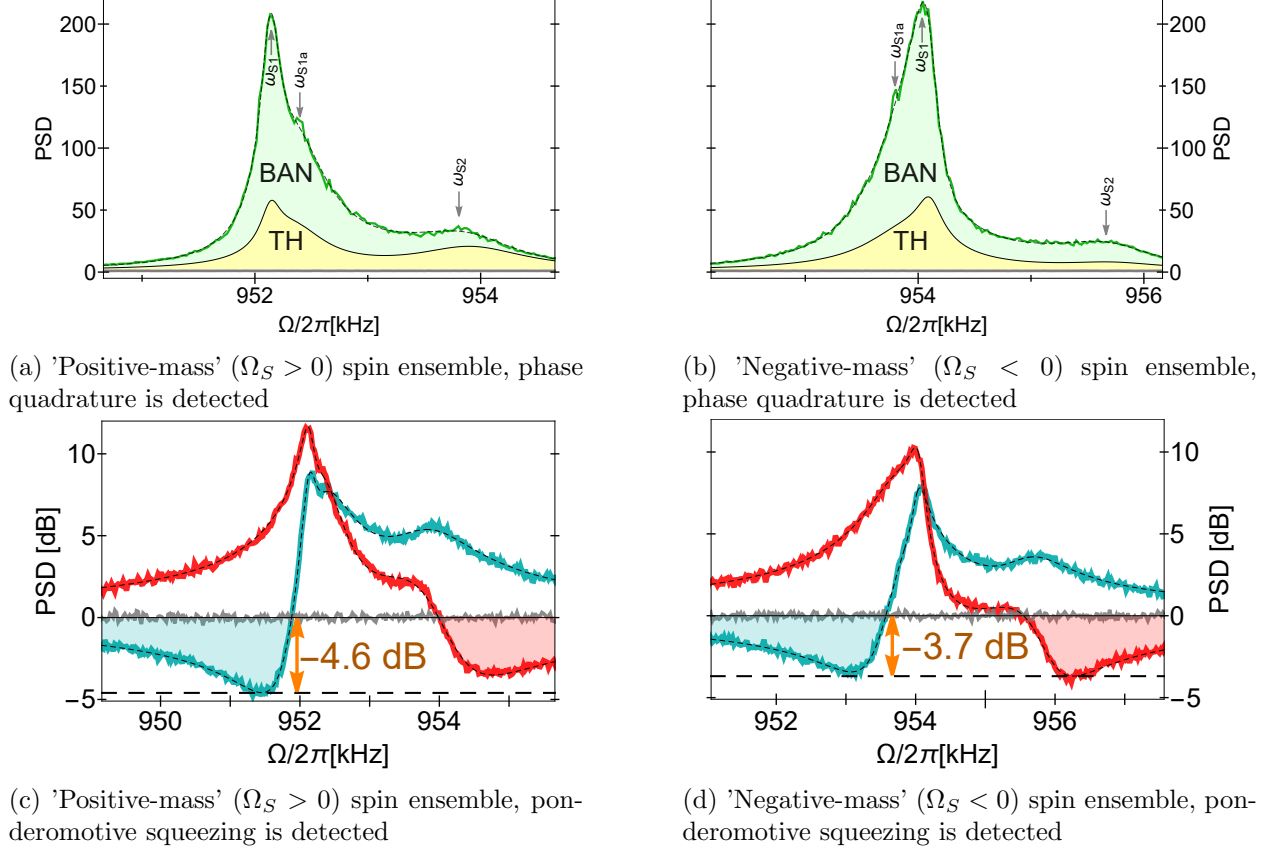 200
150
100
50
0
PSD
ωS1
ωS1a
ωS2
BAN
TH
952
954
Ω/2π[kHz]
ωS1a
ωS1
ωS2
BAN
TH
200
150
100
50
0
PSD
954
956
Ω/2π[kHz]
(a) 'Positive-mass' (ΩS > 0) spin ensemble, phase
quadrature is detected
(b) 'Negative-mass' (ΩS < 0) spin ensemble,
phase quadrature is detected
10
5
0
−5
PSD [dB]
−4.6 dB
950
952
954
Ω/2π[kHz]
10
5
0
−5
PSD [dB]
−3.7 dB
952
954
956
Ω/2π[kHz]
(c) 'Positive-mass' (ΩS > 0) spin ensemble, pon-
deromotive squeezing is detected
(d) 'Negative-mass' (ΩS < 0) spin ensemble, pon-
deromotive squeezing is detected